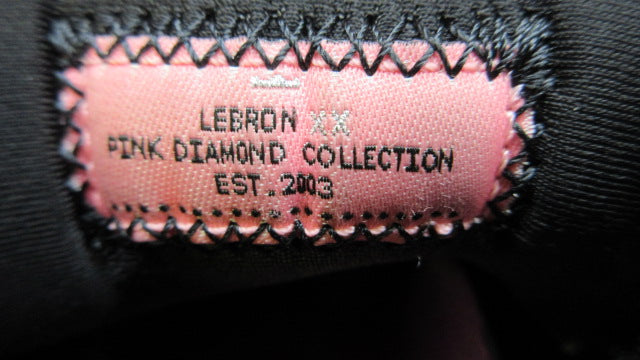 LEBRON XX
PINK DIAMOND COLLECTION
EST.2003